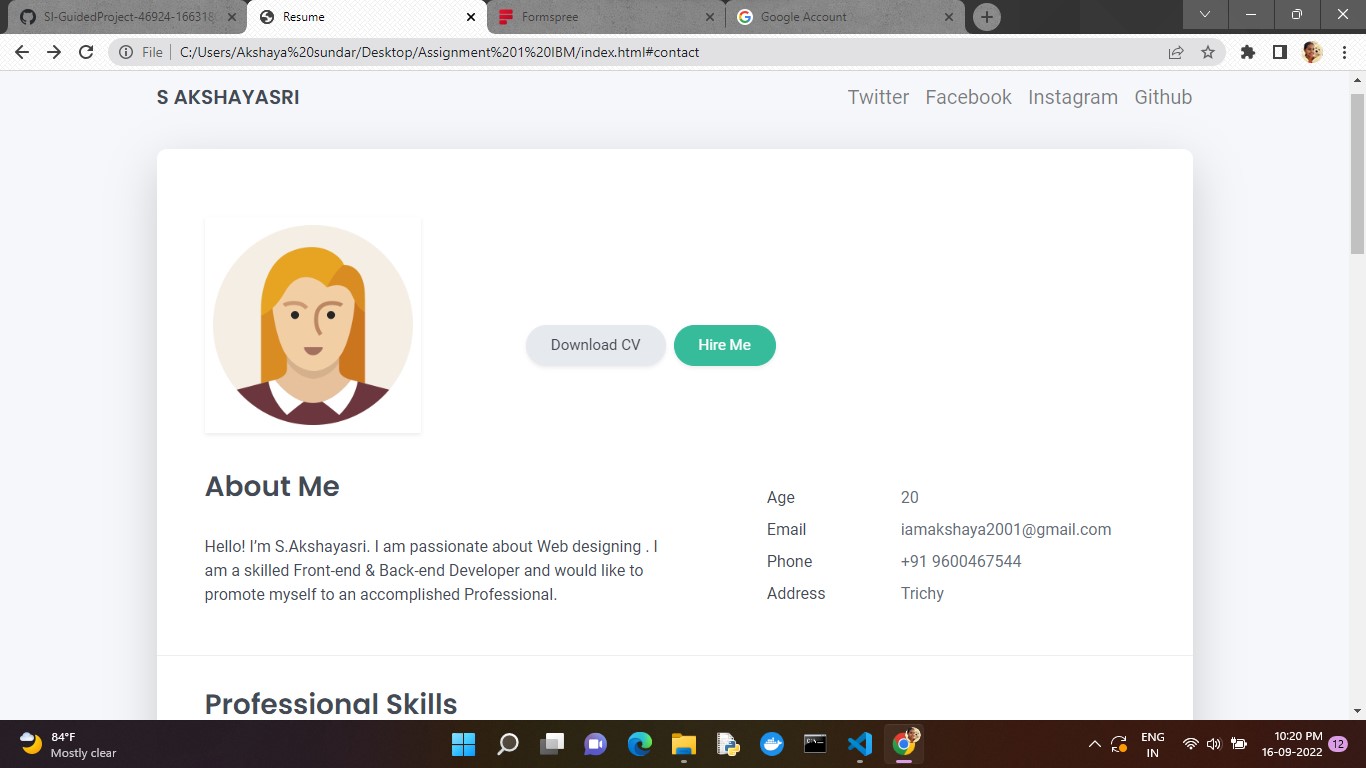 SI-GuidedProject-46924-166318
Resume
Formspree
Google Account
File
C:/Users/Akshaya%20sundar/Desktop/Assignment%201%20IBM/index.html#contact
S AKSHAYASRI
Twitter Facebook Instagram Github
Download CV
Hire Me
About Me
Hello! I’m S.Akshayasri. I am passionate about Web designing . I
am a skilled Front-end & Back-end Developer and would like to
promote myself to an accomplished Professional.
Age 20
Email iamakshaya2001@gmail.com
Phone +91 9600467544
Address Trichy
Professional Skills
84°F
Mostly clear
ENG
IN
10:20 PM
16-09-2022
12